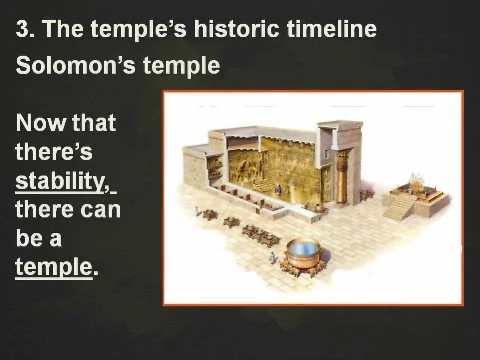 3. The temple’s historic timeline
Solomon’s temple
Now that
there’s
stability,
there can
be a
temple.